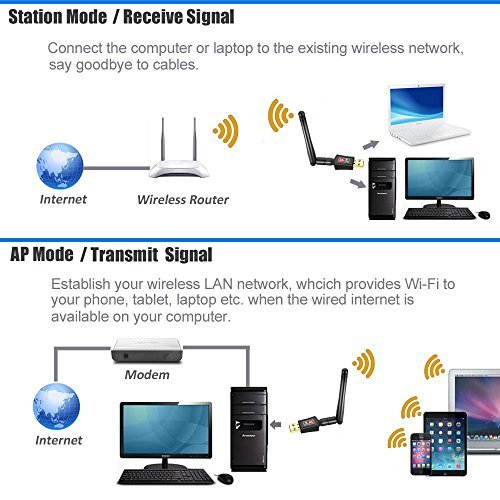 Station Mode / Receive Signal
Connect the computer or laptop to the existing wireless network,
say goodbye to cables.
Internet
Wireless Router
AP Mode / Transmit Signal
Establish your wireless LAN network, whcich provides Wi-Fi to
your phone, tablet, laptop etc. when the wired internet is
available on your computer.
Modem
Internet